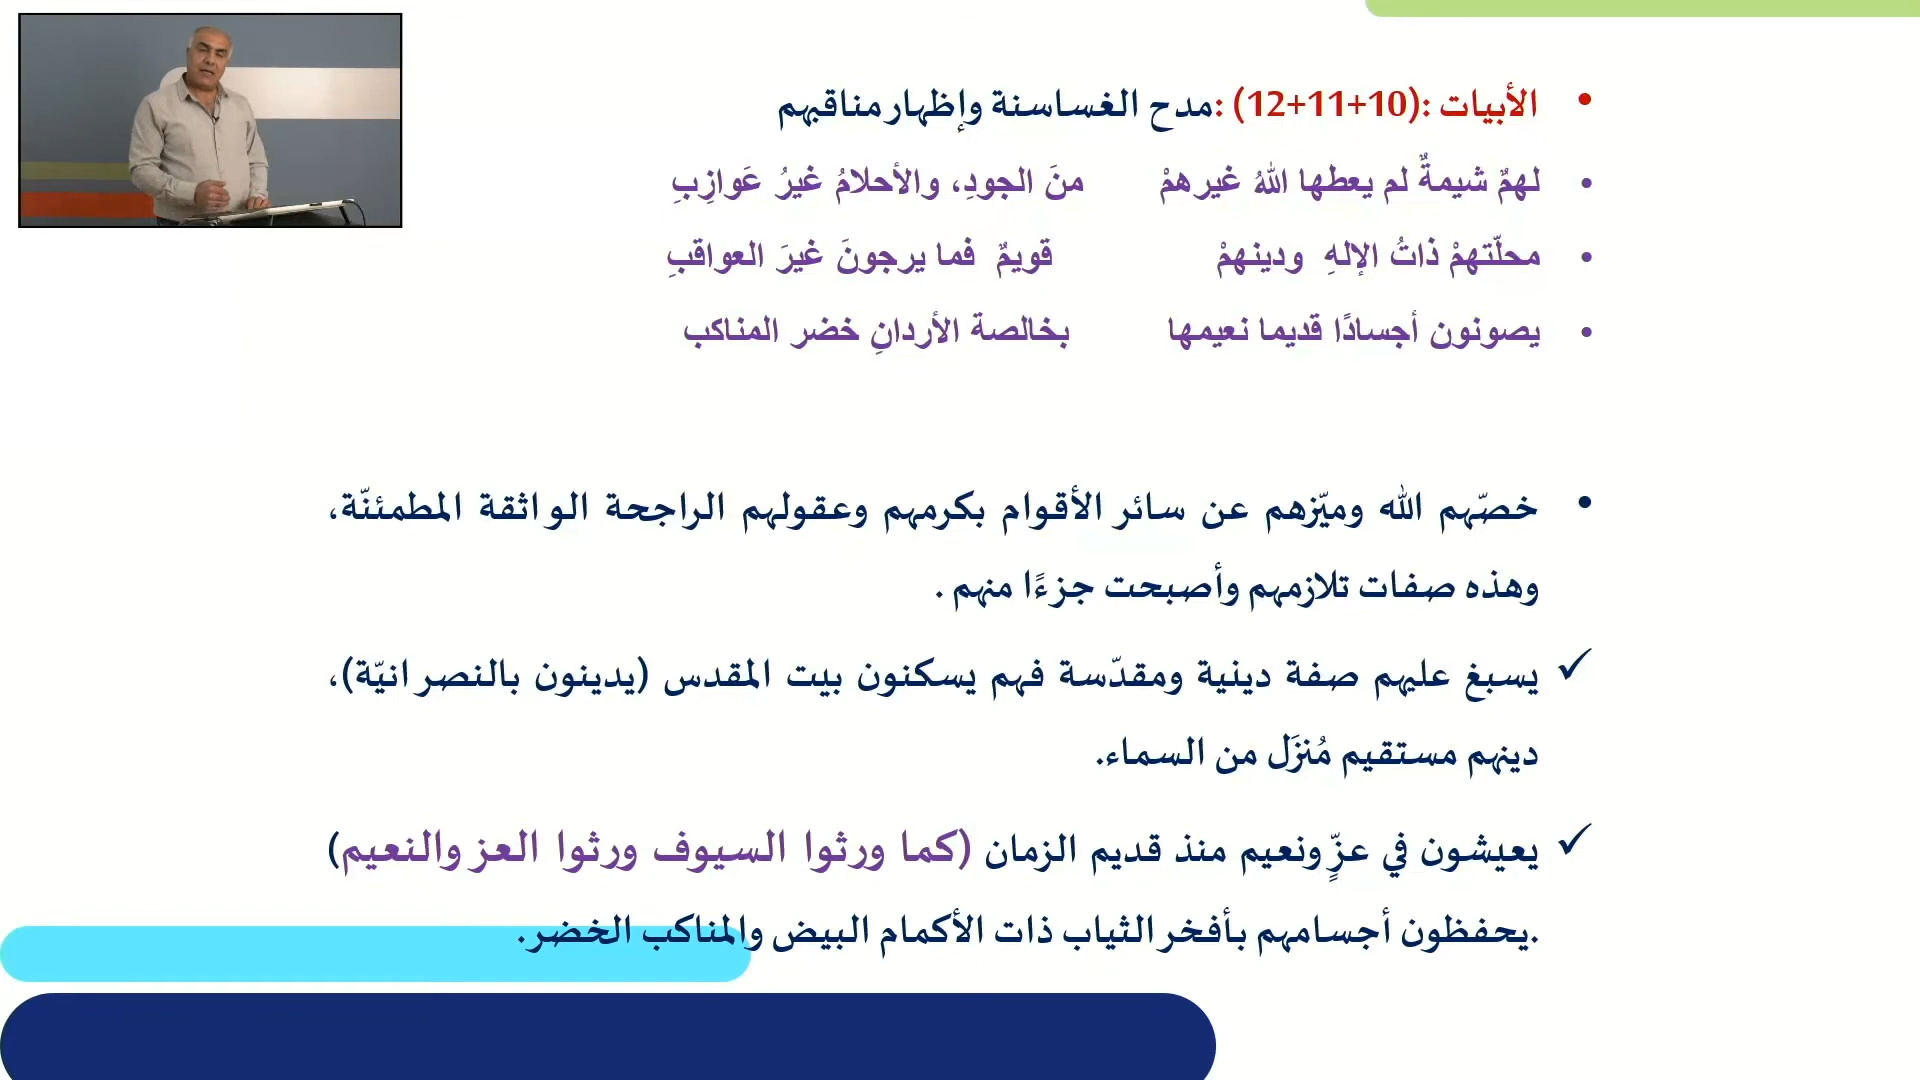 • الأبيات :(10+11+12) :مدح الغساسنة وإظهار مناقبهم
• لهمٌ شيمةٌ لم يعطها اللهُ غيرهمْ منَ الجودِ، والأحلامُ غيرُ عَوازِبِ
• محلّتهمْ ذاتُ الإلهِ ودينهمْ قويمٌ فما يرجونَ غيرَ العواقبِ
• يصونون أجسادًا قديما نعيمها بخالصة الأردانِ خضر المناكب
• خصّهم الله وميّزهم عن سائر الأقوام بكرمهم وعقولهم الراجحة الواثقة المطمئنّة،
وهذه صفات تلازمهم وأصبحت جزءًا منهم .
✓ يسبغ عليهم صفة دينية ومقدّسة فهم يسكنون بيت المقدس (يدينون بالنصرانيّة)،
دينهم مستقيم مُنزَل من السماء.
✓ يعيشون في عزٍّ ونعيم منذ قديم الزمان (كما ورثوا السيوف ورثوا العز والنعيم)
.يحفظون أجسامهم بأفخر الثياب ذات الأكمام البيض والمناكب الخضر.